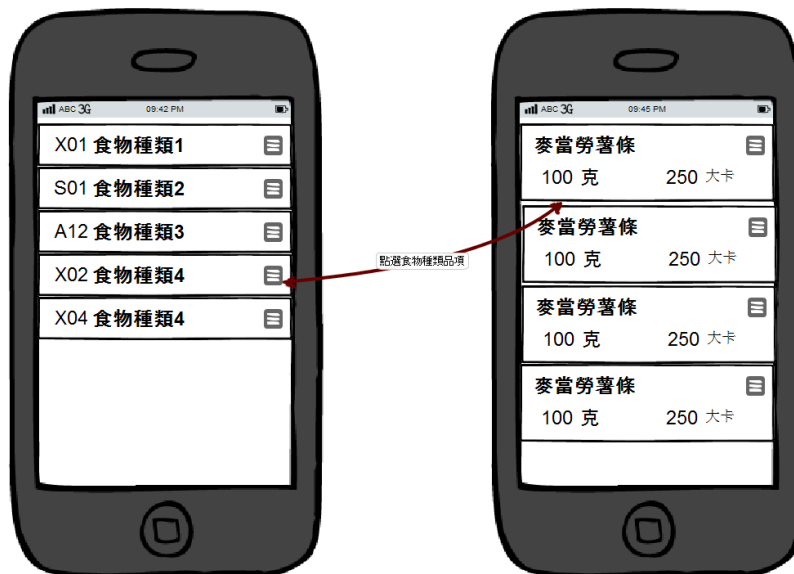 ABC 3G 09:42 PM
X01 食物種類1
S01 食物種類2
A12 食物種類3
X02 食物種類4
X04 食物種類4
點選食物種類品項
ABC 3G 09:45 PM
麥當勞薯條
100 克 250 大卡
麥當勞薯條
100 克 250 大卡
麥當勞薯條
100 克 250 大卡
麥當勞薯條
100 克 250 大卡